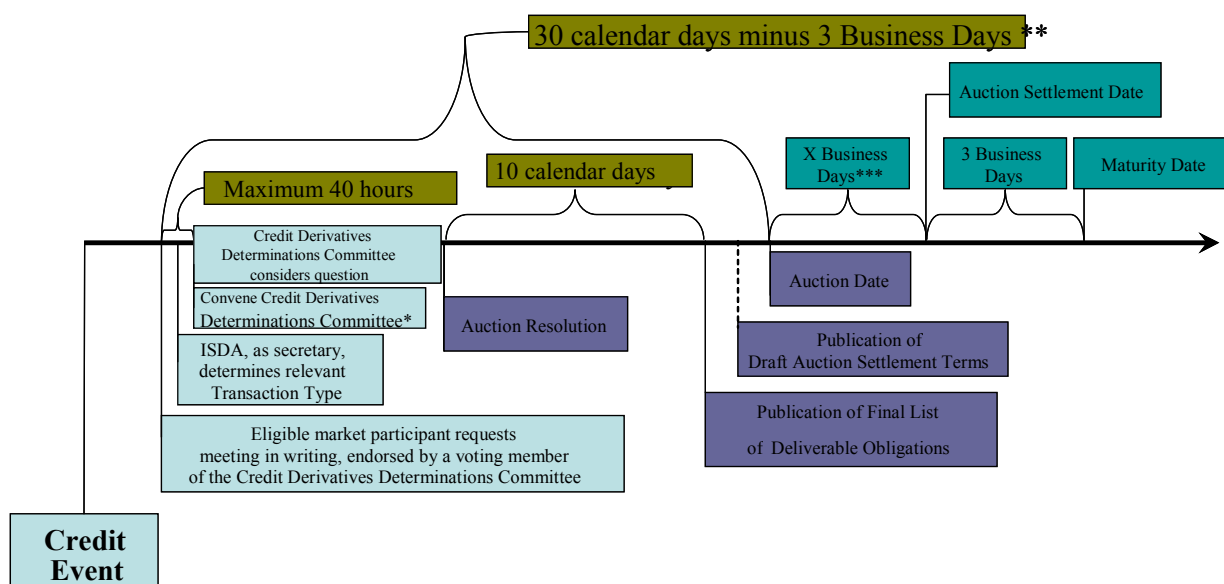 30 calendar days minus 3 Business Days **
Auction Settlement Date
X Business
Days***
3 Business
Days
Maturity Date
Maximum 40 hours
10 calendar days
Credit Derivatives
Determinations Committee
considers question
Convene Credit Derivatives
Determinations Committee*
ISDA, as secretary,
determines relevant
Transaction Type
Eligible market participant requests
meeting in writing, endorsed by a voting member
of the Credit Derivatives Determinations Committee
Auction Resolution
Auction Date
Publication of
Draft Auction Settlement Terms
Publication of Final List
of Deliverable Obligations
Credit
Event